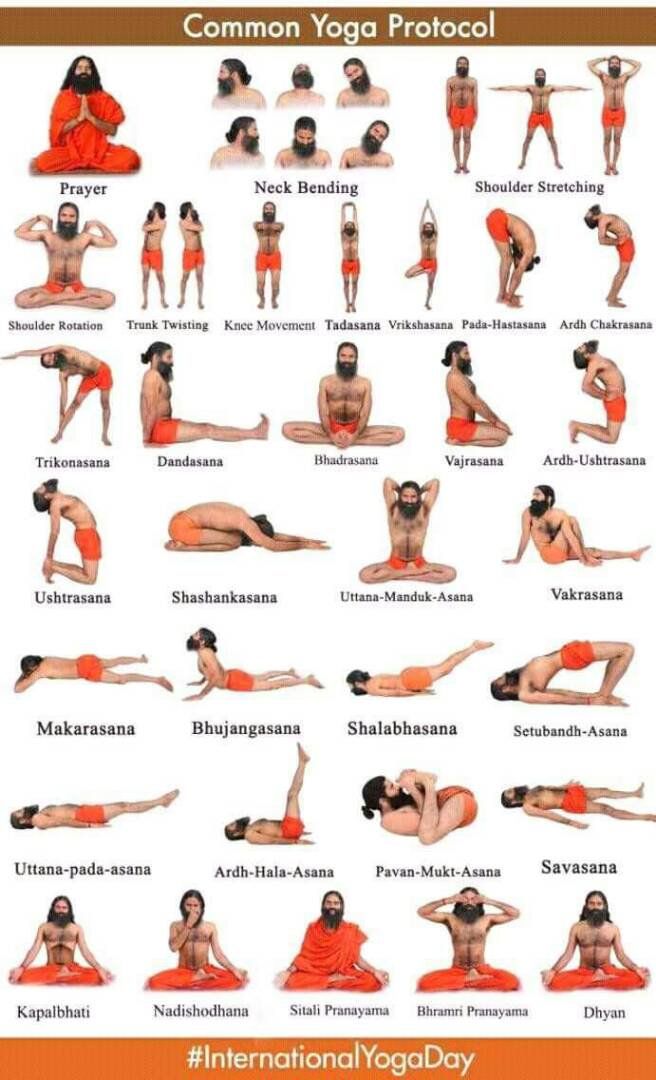 Common Yoga Protocol
Prayer
Neck Bending
Shoulder Stretching
Shoulder Rotation
Trunk Twisting
Knee Movement
Tadasana
Vrikshasana
Pada-Hastasana
Ardh Chakrasana
Trikonasana
Dandasana
Bhadrasana
Vajrasana
Ardh-Ushtrasana
Ushtrasana
Shashankasana
Uttana-Manduk-Asana
Vakrasana
Makarasana
Bhujangasana
Shalabhasana
Setubandh-Asana
Uttana-pada-asana
Ardh-Hala-Asana
Pavan-Mukt-Asana
Savasana
Kapalbhati
Nadishodhana
Sitali Pranayama
Bhramri Pranayama
Dhyan
#InternationalYogaDay